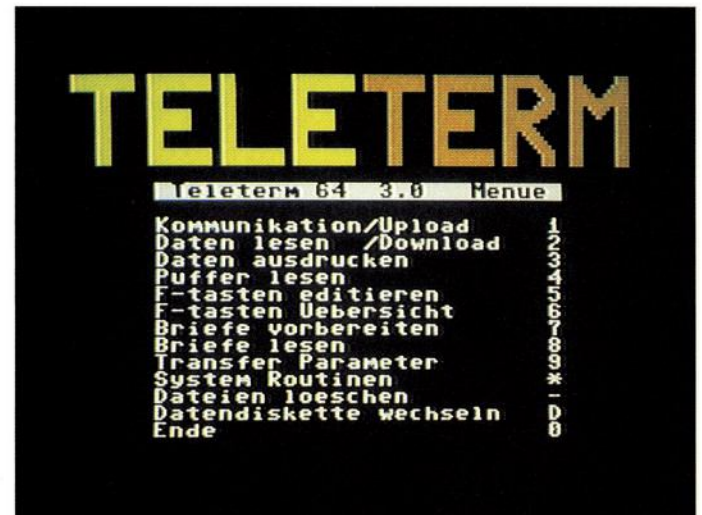 TELETERM
Teleterm 64 3.0 Menue
Kommunikation/Upload 1
Daten lesen /Download 2
Daten ausdrucken 3
Puffer lesen 4
F-tasten editieren 5
F-tasten Uebersicht 6
Briefe vorbereiten 7
Briefe lesen 8
Transfer Parameter 9
System Routinen *
Dateien loeschen -
Datendiskette wechseln D
Ende 0